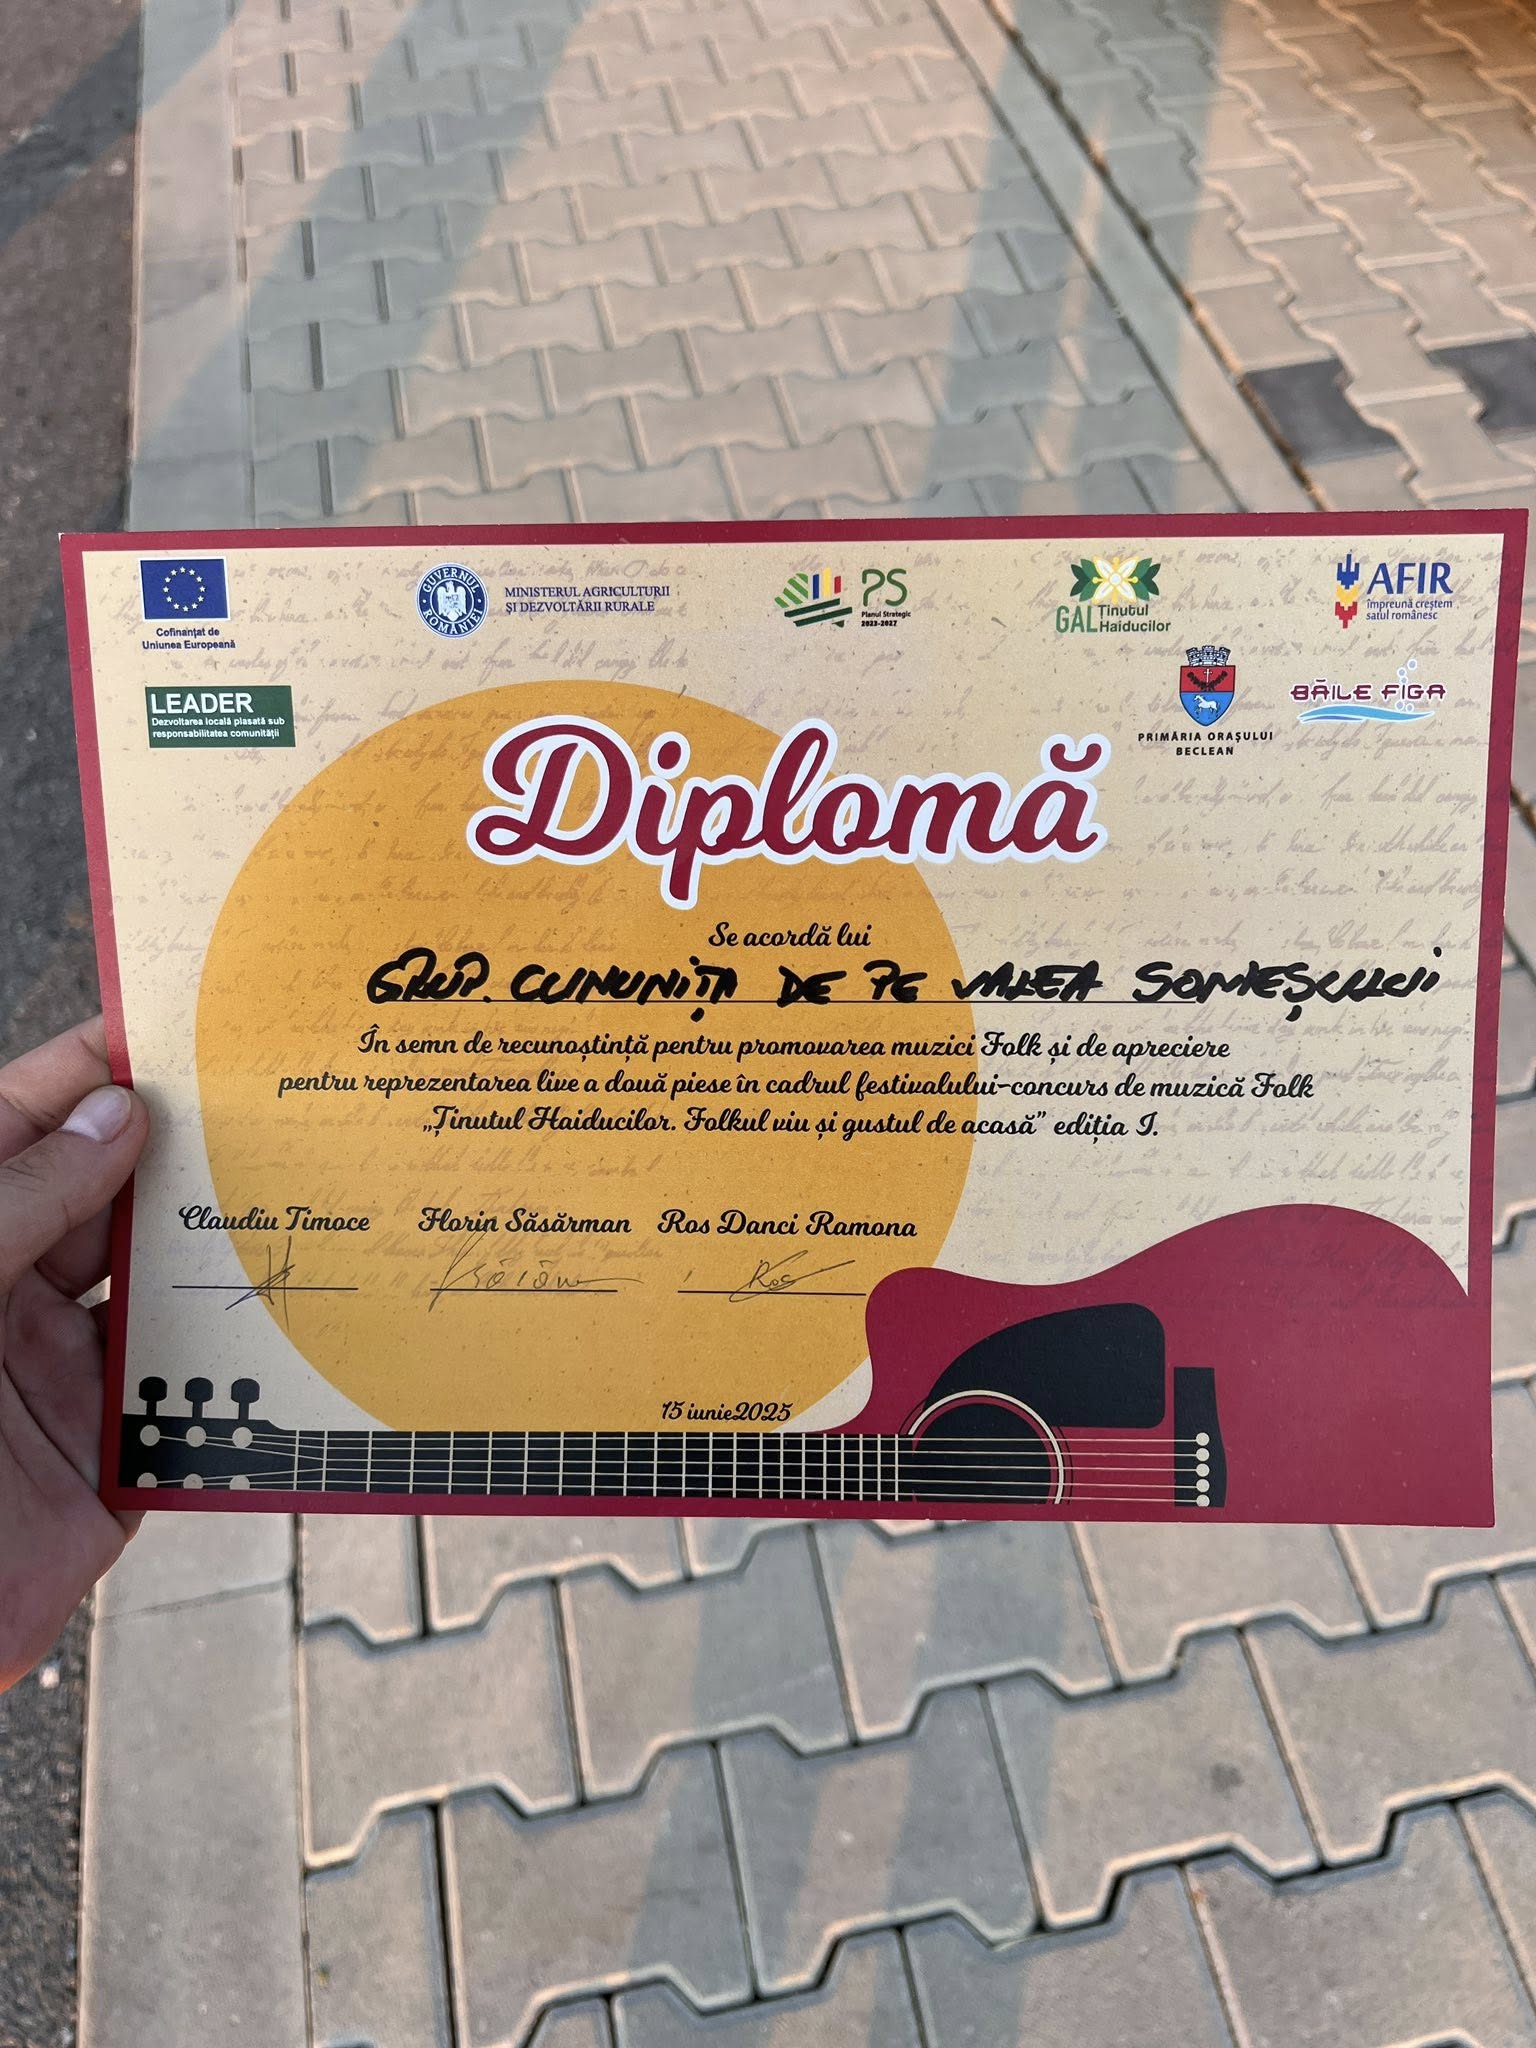 Cofinanțat de
Uniunea Europeană
GUVERNUL ROMÂNIEI
MINISTERUL AGRICULTURII
ȘI DEZVOLTĂRII RURALE
PS
Planul Strategic
2023-2027
GAL Ținutul
Haiducilor
AFIR
împreună creștem
satul românesc
LEADER
Dezvoltarea locală plasată sub
responsabilitatea comunității
PRIMĂRIA ORAȘULUI
BECLEAN
BĂILE FIGA
Diplomă
Se acordă lui
GRUP. CUNUNIȚA DE PE VALEA SOMEȘULUI
În semn de recunoștință pentru promovarea muzici Folk și de apreciere
pentru reprezentarea live a două piese în cadrul festivalului-concurs de muzică Folk
„Ținutul Haiducilor. Folkul viu și gustul de acasă” ediția I.
Claudiu Timoce Florin Săsărman Ros Danci Ramona
Ros
15 iunie2025